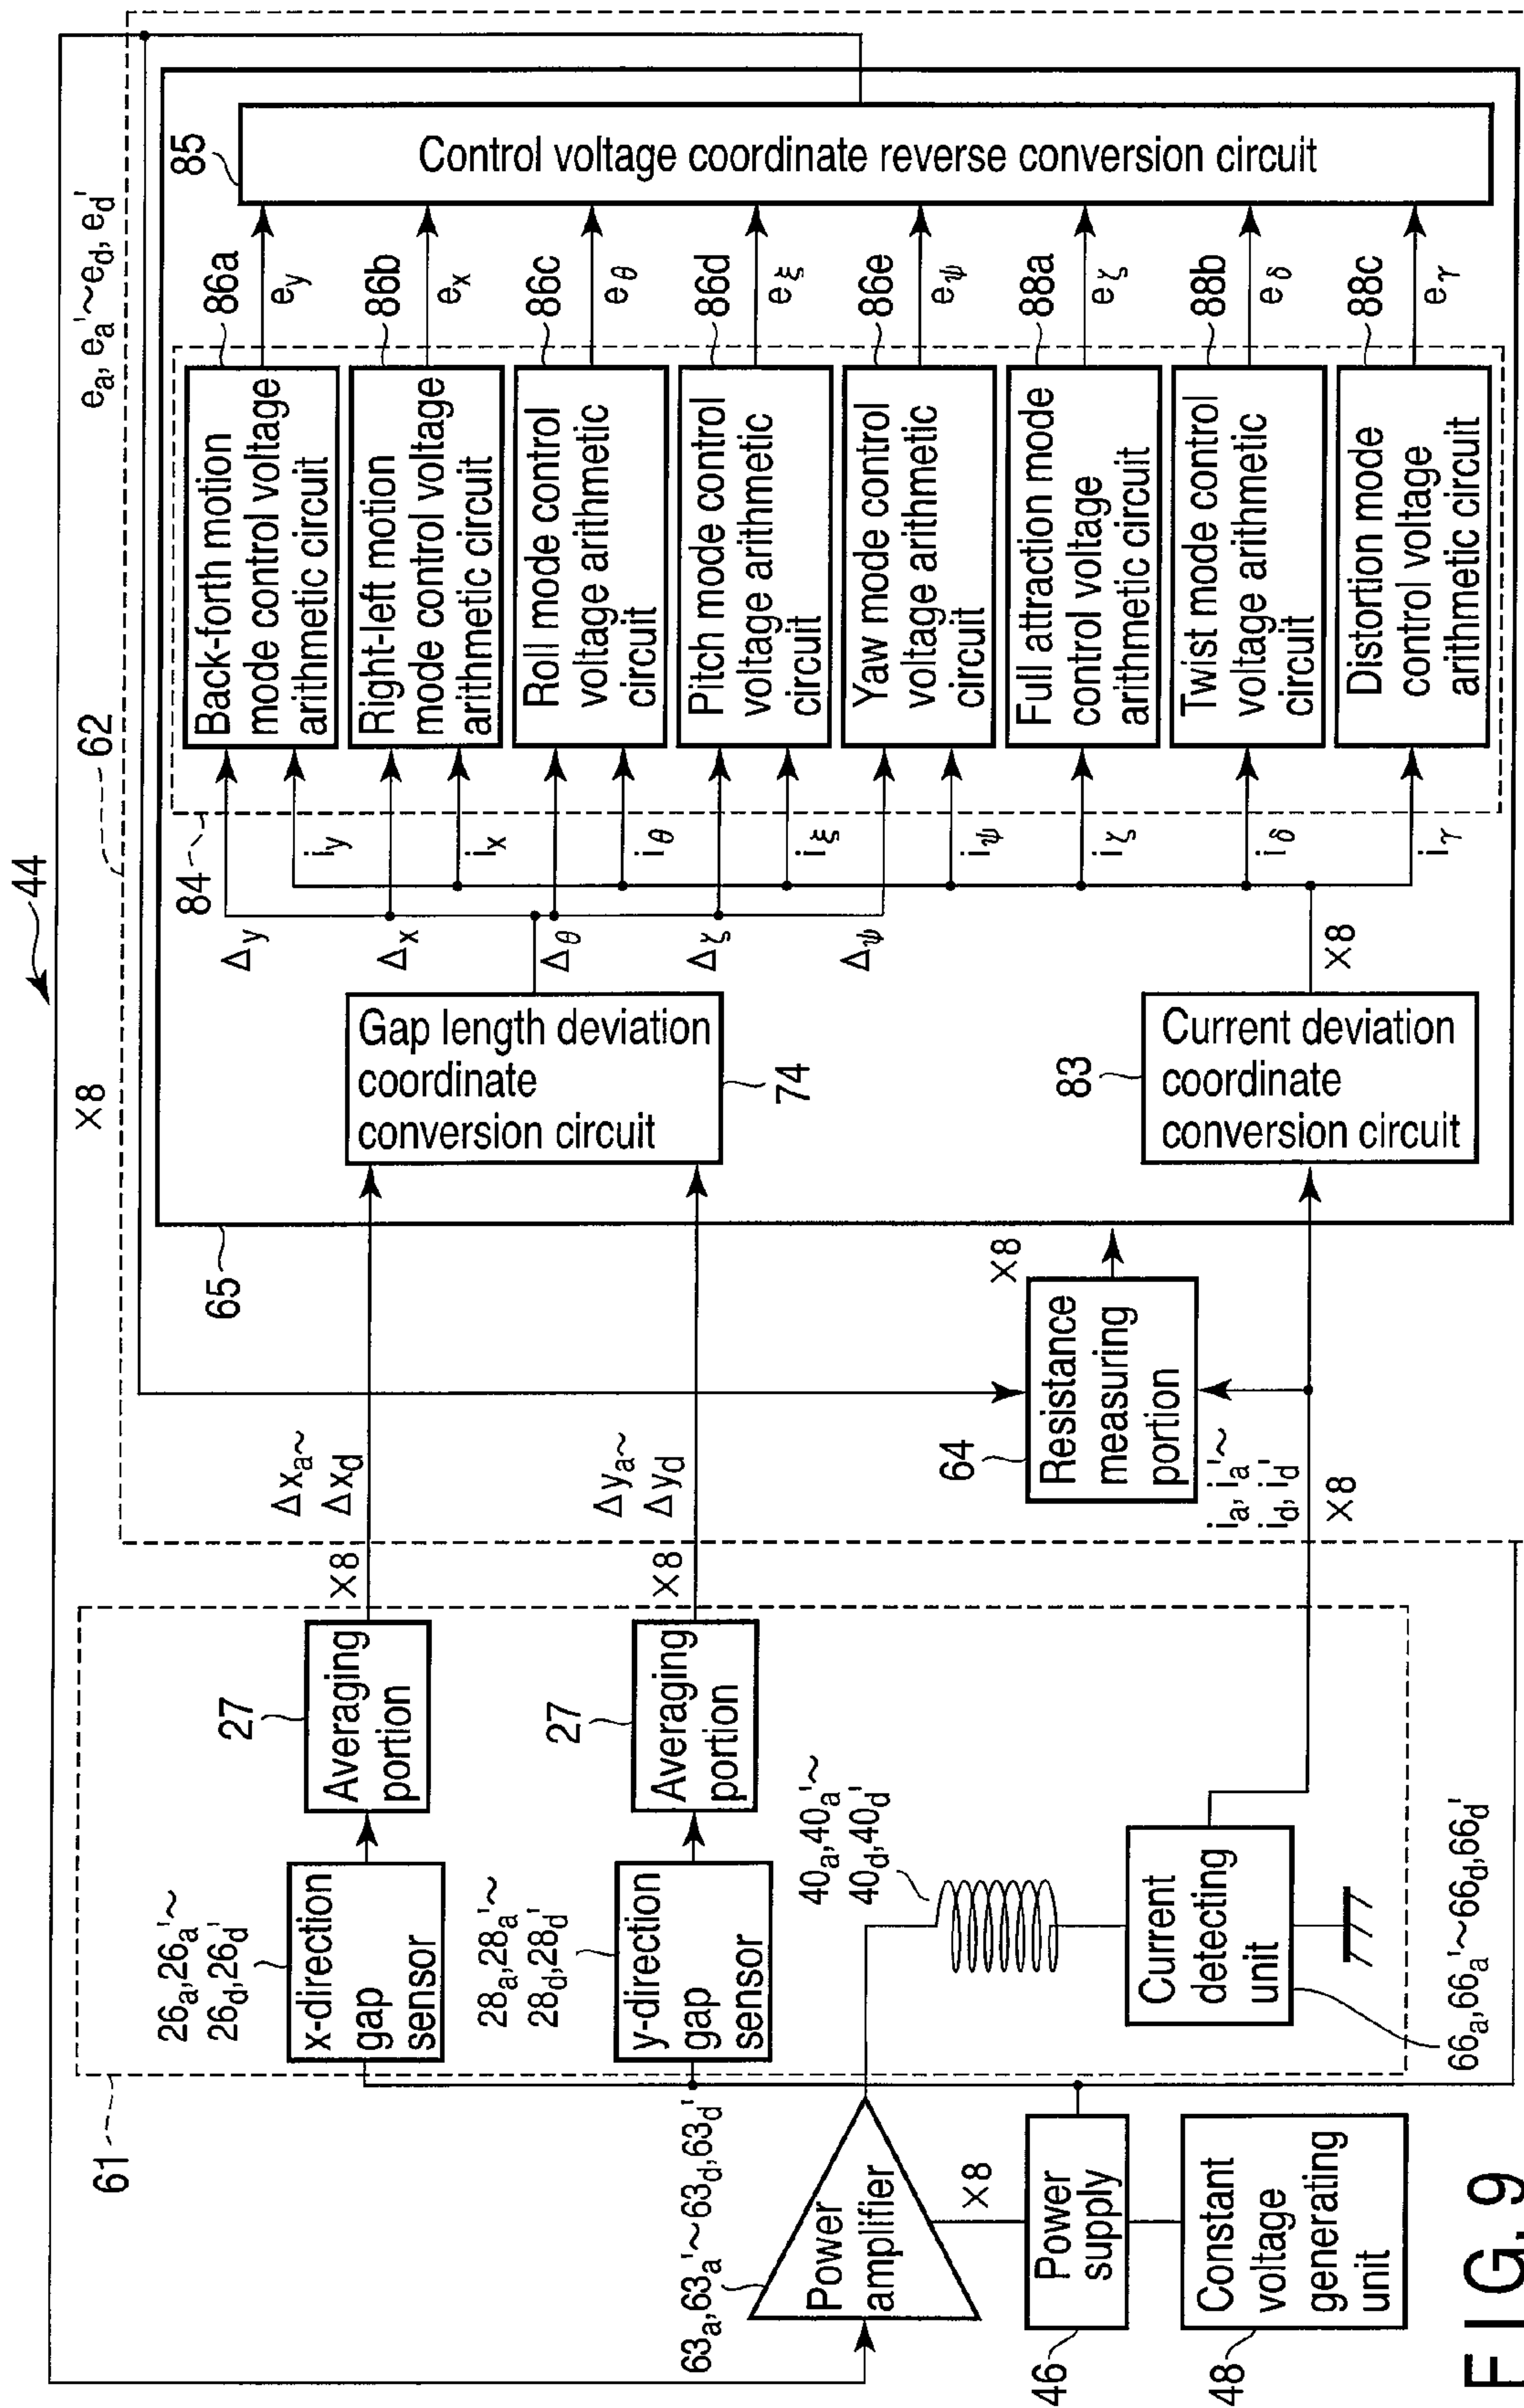 44
×8
62
e_a, e_a'~e_d, e_d'
61
26_a,26_a'~
26_d,26_d'
x-direction
gap
sensor
27
Averaging
portion
×8
Δx_a~
Δx_d
28_a,28_a'~
28_d,28_d'
y-direction
gap
sensor
27
Averaging
portion
×8
Δy_a~
Δy_d
65
Gap length deviation
coordinate
conversion circuit
74
Δ_y
Δ_x
Δ_θ
Δ_ζ
Δ_ψ
84
i_y
i_x
i_θ
i_ξ
i_ψ
i_ζ
i_δ
i_γ
Back-forth motion
mode control voltage
arithmetic circuit
86a
e_y
Right-left motion
mode control voltage
arithmetic circuit
86b
e_x
Roll mode control
voltage arithmetic
circuit
86c
e_θ
Pitch mode control
voltage arithmetic
circuit
86d
e_ξ
Yaw mode control
voltage arithmetic
circuit
86e
e_ψ
Full attraction mode
control voltage
arithmetic circuit
88a
e_ζ
Twist mode control
voltage arithmetic
circuit
88b
e_δ
Distortion mode
control voltage
arithmetic circuit
88c
e_γ
85
Control voltage coordinate reverse conversion circuit
63_a,63_a'~63_d,63_d'
Power
amplifier
×8
40_a,40_a'~
40_d,40_d'
Current
detecting
unit
66_a,66_a'~66_d,66_d'
64
Resistance
measuring
portion
×8
i_a, i_a'~
i_d, i_d'
×8
83
Current deviation
coordinate
conversion circuit
×8
46
Power
supply
48
Constant
voltage
generating
unit
FIG. 9